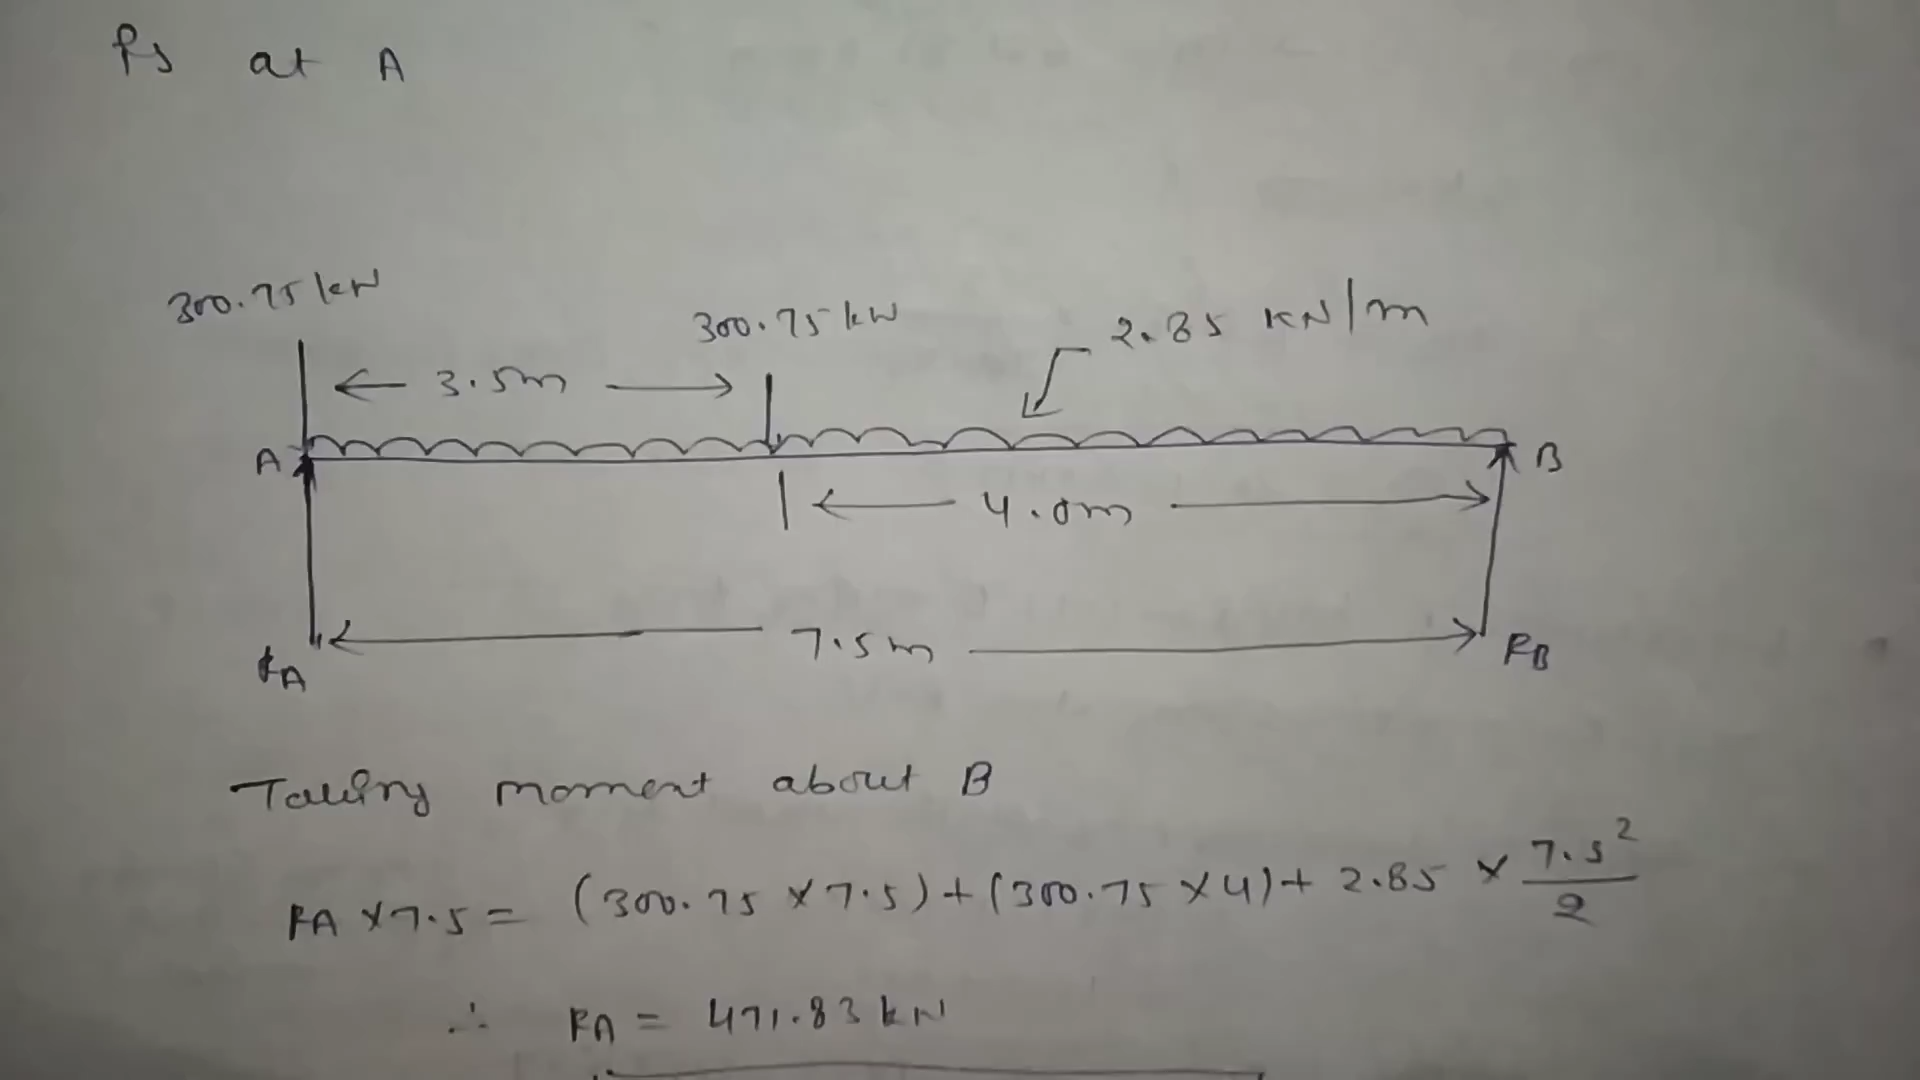 at A
300.75 kN
300.75 kN
2.85 KN/m
3.5m
A
B
4.0m
7.5m
RA
RB
Taking moment about B
RA × 7.5 = (300.75 × 7.5) + (300.75 × 4) + 2.85 × 7.5² / 2
∴ RA = 471.83 kN